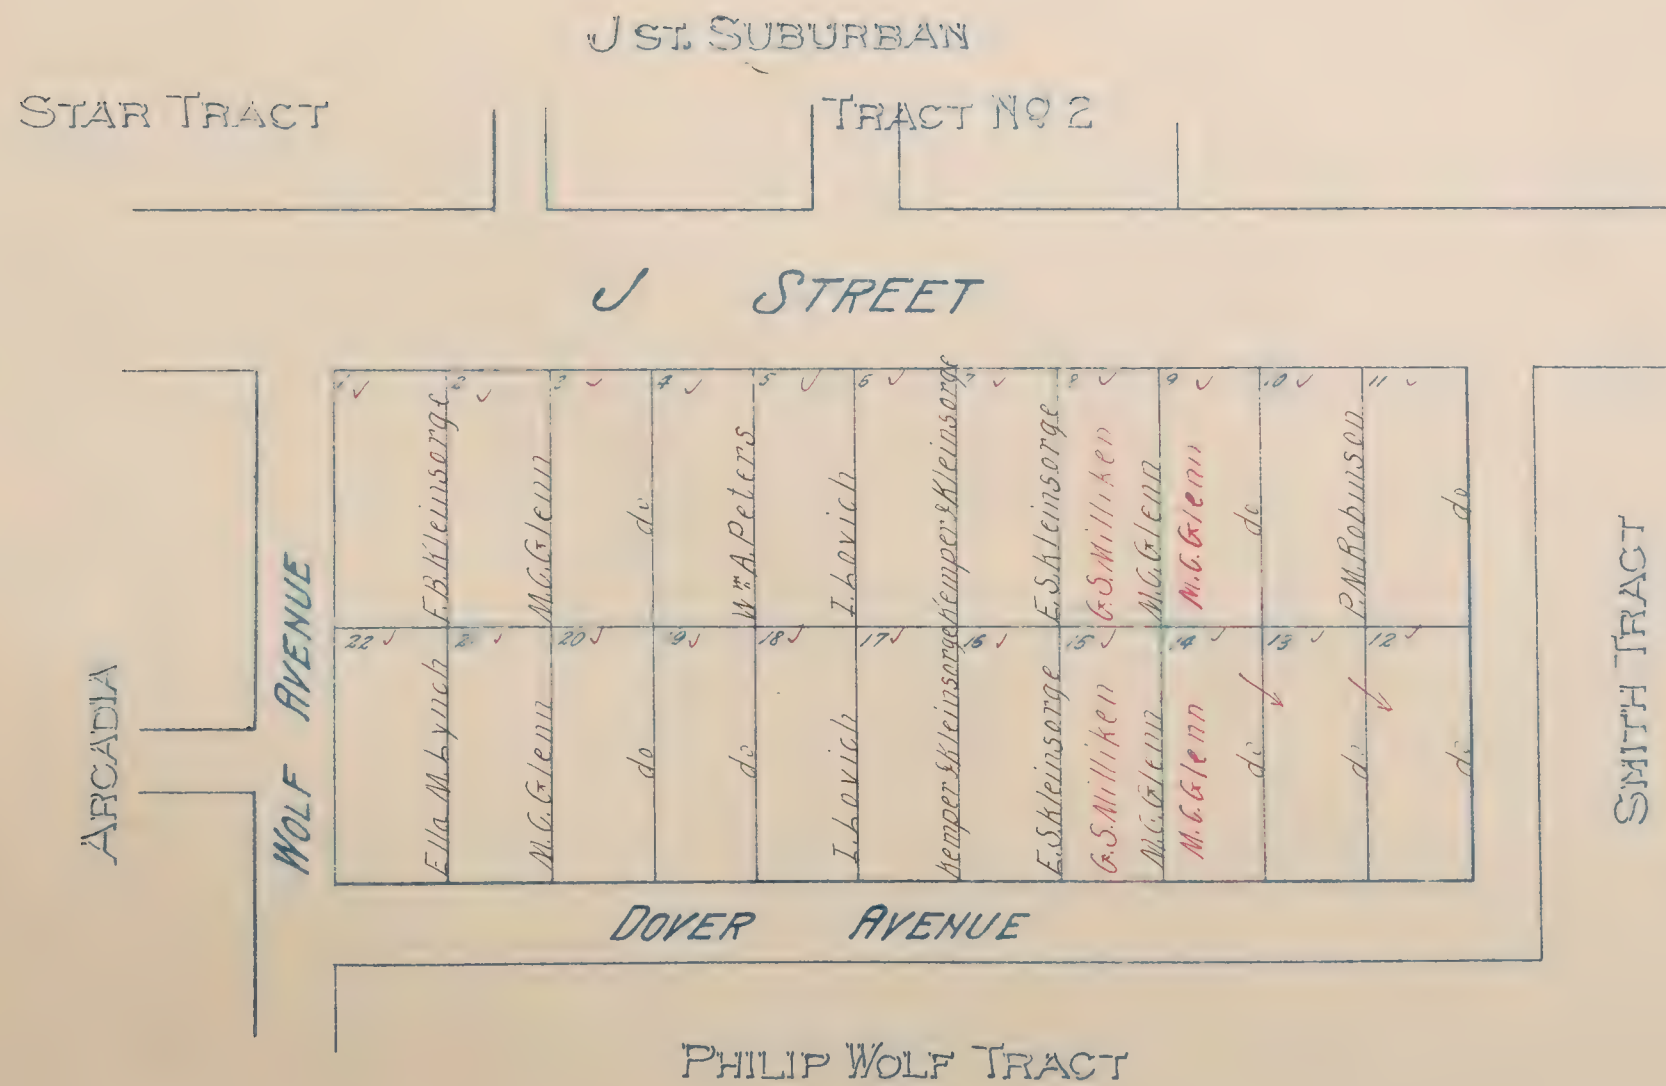 J ST. SUBURBAN
STAR TRACT
TRACT No 2
J STREET
1 2 3 4 5 6 7 8 9 10 11
F.B. Kleinsorge
M.C. Glenn
do
Wm A. Peters
I. Lovich
Kemper & Kleinsorge
E.S. Kleinsorge
G.S. Milliken
M.C. Glenn
M.C. Glenn
do
P.M. Robinson
do
22 20 19 18 17 16 15 14 13 12
Ella M Lynch
M.C. Glenn
do
do
I. Lovich
Kemper & Kleinsorge
E.S. Kleinsorge
G.S. Milliken
M.C. Glenn
M.C. Glenn
do
do
do
WOLF AVENUE
ARCADIA
SMITH TRACT
DOVER AVENUE
PHILIP WOLF TRACT